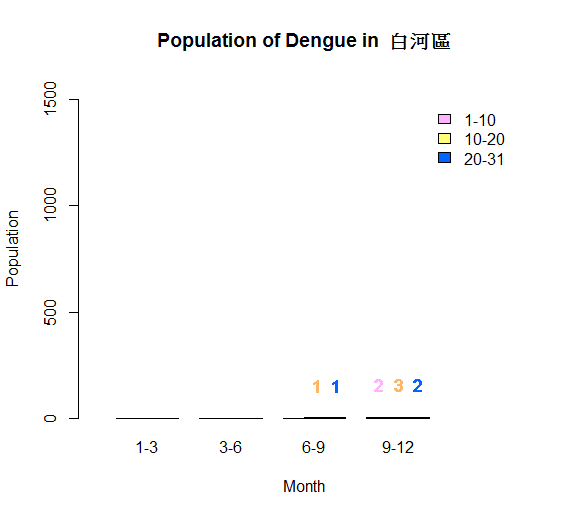 Population of Dengue in 白河區
1500
1000
500
0
Population
1-10
10-20
20-31
1 1 2 3 2
1-3 3-6 6-9 9-12
Month